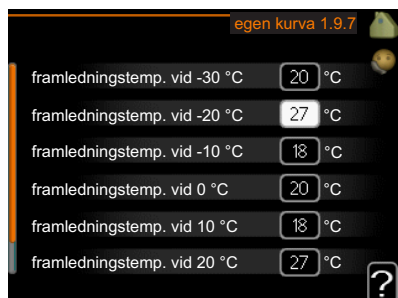 egen kurva 1.9.7
framledningstemp. vid -30 °C 20 °C
framledningstemp. vid -20 °C 27 °C
framledningstemp. vid -10 °C 18 °C
framledningstemp. vid 0 °C 20 °C
framledningstemp. vid 10 °C 18 °C
framledningstemp. vid 20 °C 27 °C
?